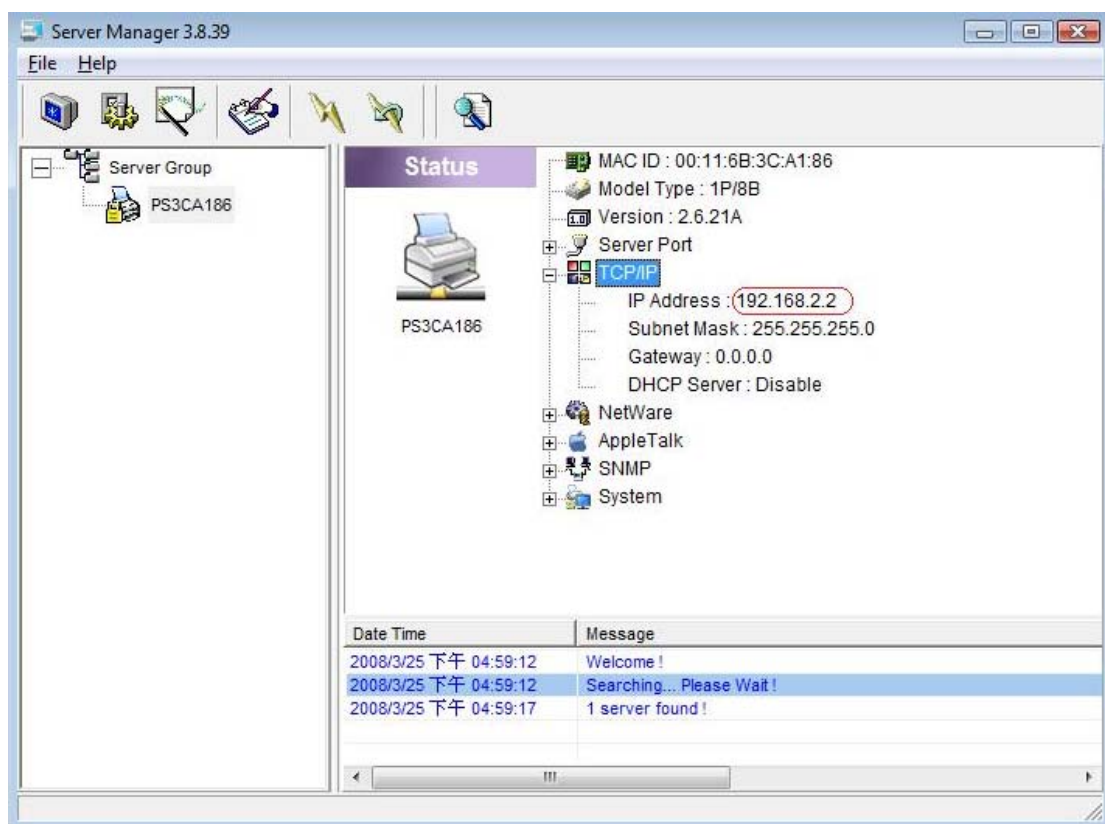 Server Manager 3.8.39
File Help
Server Group
PS3CA186
Status
PS3CA186
MAC ID : 00:11:6B:3C:A1:86
Model Type : 1P/8B
1.0
Version : 2.6.21A
Server Port
TCP/IP
IP Address : 192.168.2.2
Subnet Mask : 255.255.255.0
Gateway : 0.0.0.0
DHCP Server : Disable
NetWare
AppleTalk
SNMP
System
Date Time Message
2008/3/25 下午 04:59:12 Welcome !
2008/3/25 下午 04:59:12 Searching... Please Wait !
2008/3/25 下午 04:59:17 1 server found !